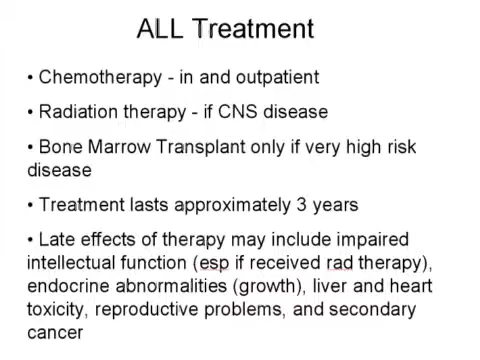 ALL Treatment
• Chemotherapy - in and outpatient
• Radiation therapy - if CNS disease
• Bone Marrow Transplant only if very high risk
disease
• Treatment lasts approximately 3 years
• Late effects of therapy may include impaired
intellectual function (esp if received rad therapy),
endocrine abnormalities (growth), liver and heart
toxicity, reproductive problems, and secondary
cancer